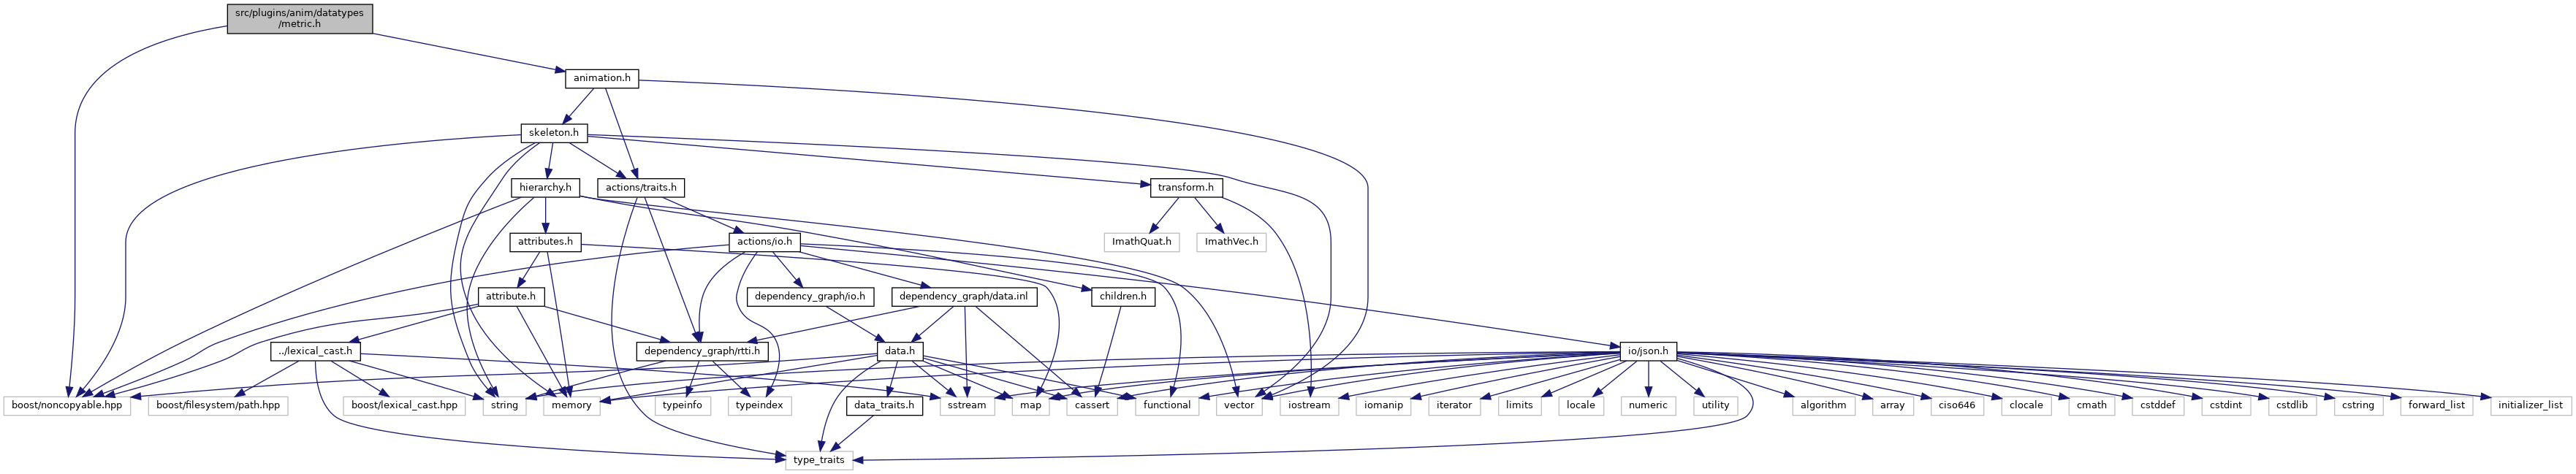 src/plugins/anim/datatypes
/metric.h
animation.h
skeleton.h
hierarchy.h
actions/traits.h
transform.h
attributes.h
actions/io.h
ImathQuat.h
ImathVec.h
attribute.h
dependency_graph/io.h
dependency_graph/data.inl
children.h
../lexical_cast.h
dependency_graph/rtti.h
data.h
io/json.h
boost/noncopyable.hpp
boost/filesystem/path.hpp
boost/lexical_cast.hpp
string
memory
typeinfo
typeindex
data_traits.h
sstream
map
cassert
functional
vector
iostream
iomanip
iterator
limits
locale
numeric
utility
algorithm
array
ciso646
clocale
cmath
cstddef
cstdint
cstdlib
cstring
forward_list
initializer_list
type_traits